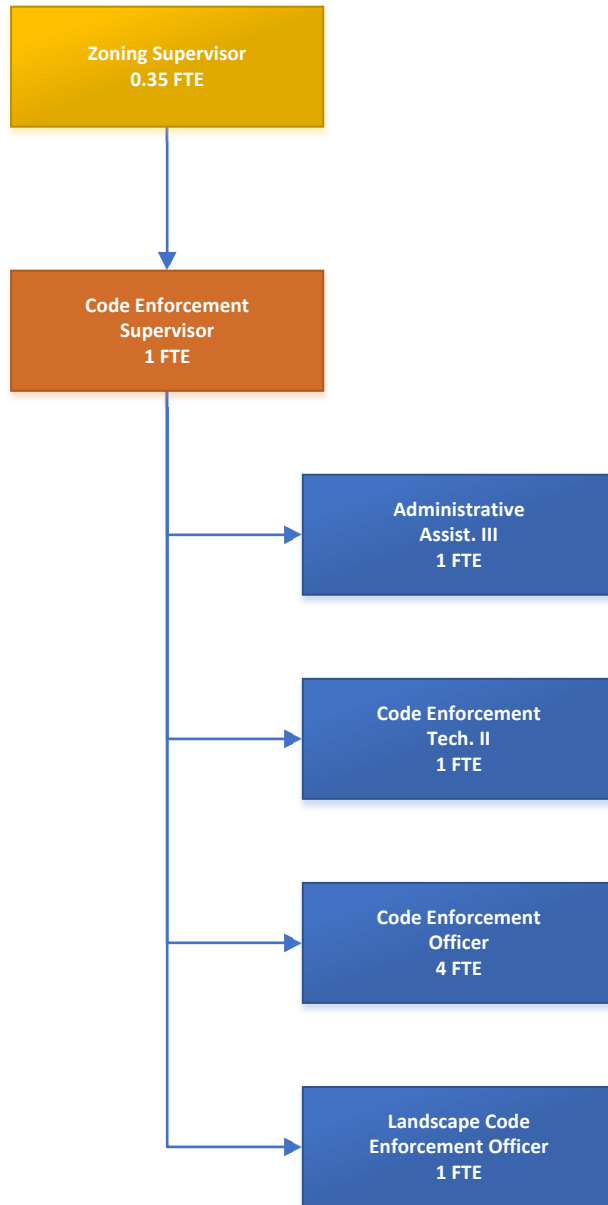 Zoning Supervisor
0.35 FTE
Code Enforcement
Supervisor
1 FTE
Administrative
Assist. III
1 FTE
Code Enforcement
Tech. II
1 FTE
Code Enforcement
Officer
4 FTE
Landscape Code
Enforcement Officer
1 FTE